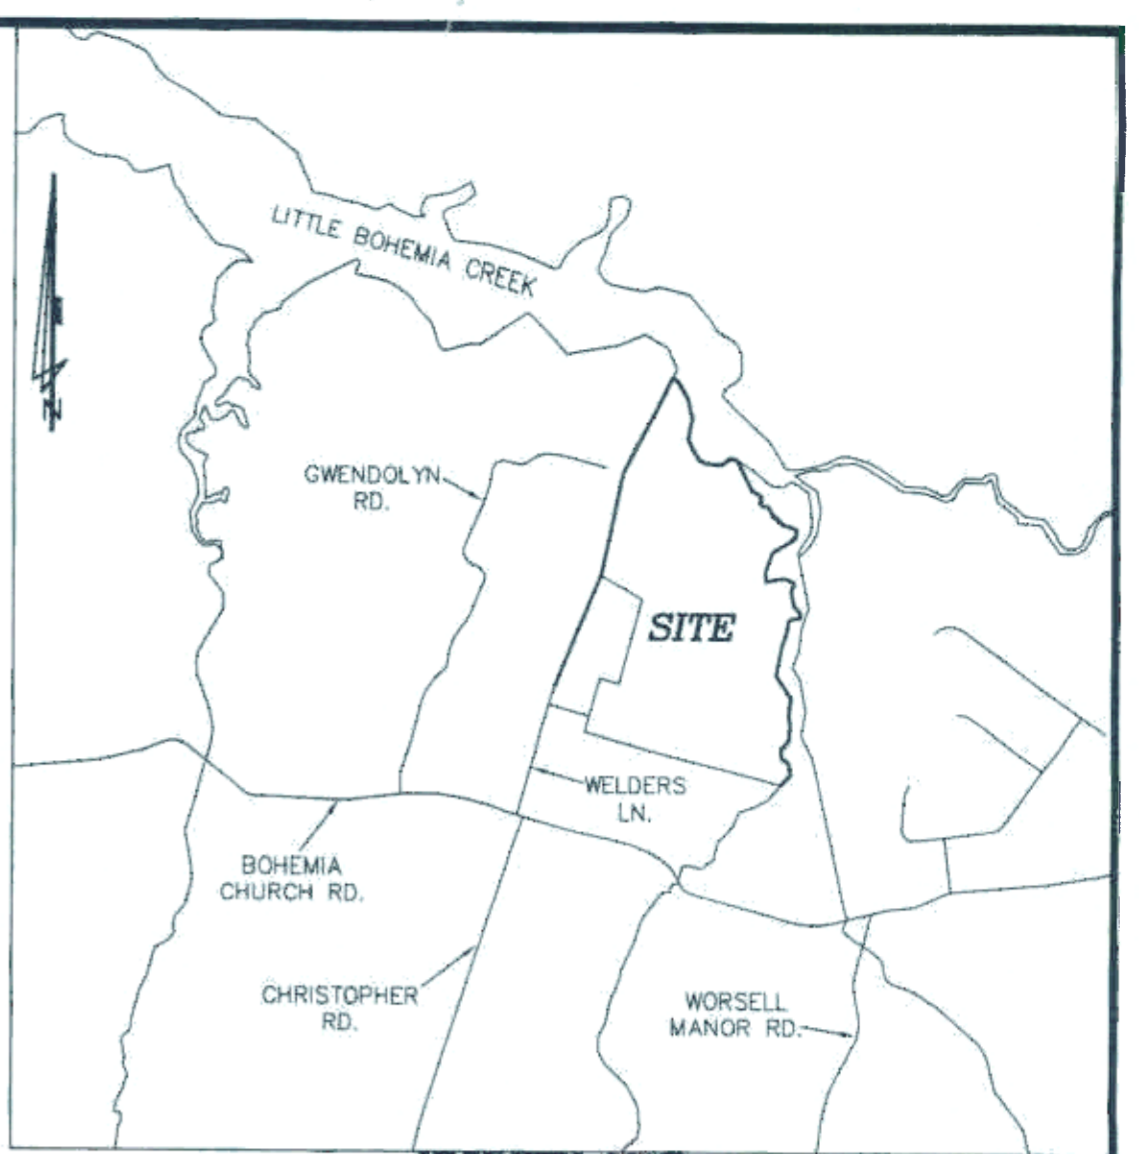 LITTLE BOHEMIA CREEK
GWENDOLYN
RD.
SITE
WELDERS
LN.
BOHEMIA
CHURCH RD.
CHRISTOPHER
RD.
WORSELL
MANOR RD.
N